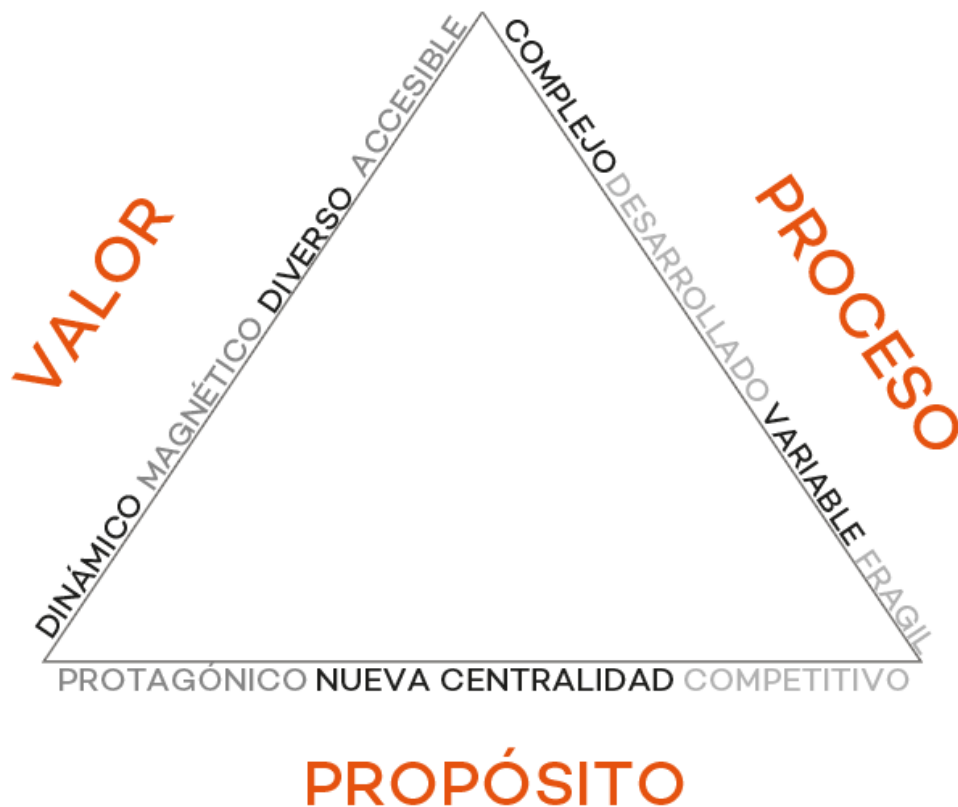 VALOR
DINÁMICO MAGNÉTICO DIVERSO ACCESIBLE
COMPLEJO DESARROLLADO VARIABLE FRAGIL
PROCESO
PROTAGÓNICO NUEVA CENTRALIDAD COMPETITIVO
PROPÓSITO